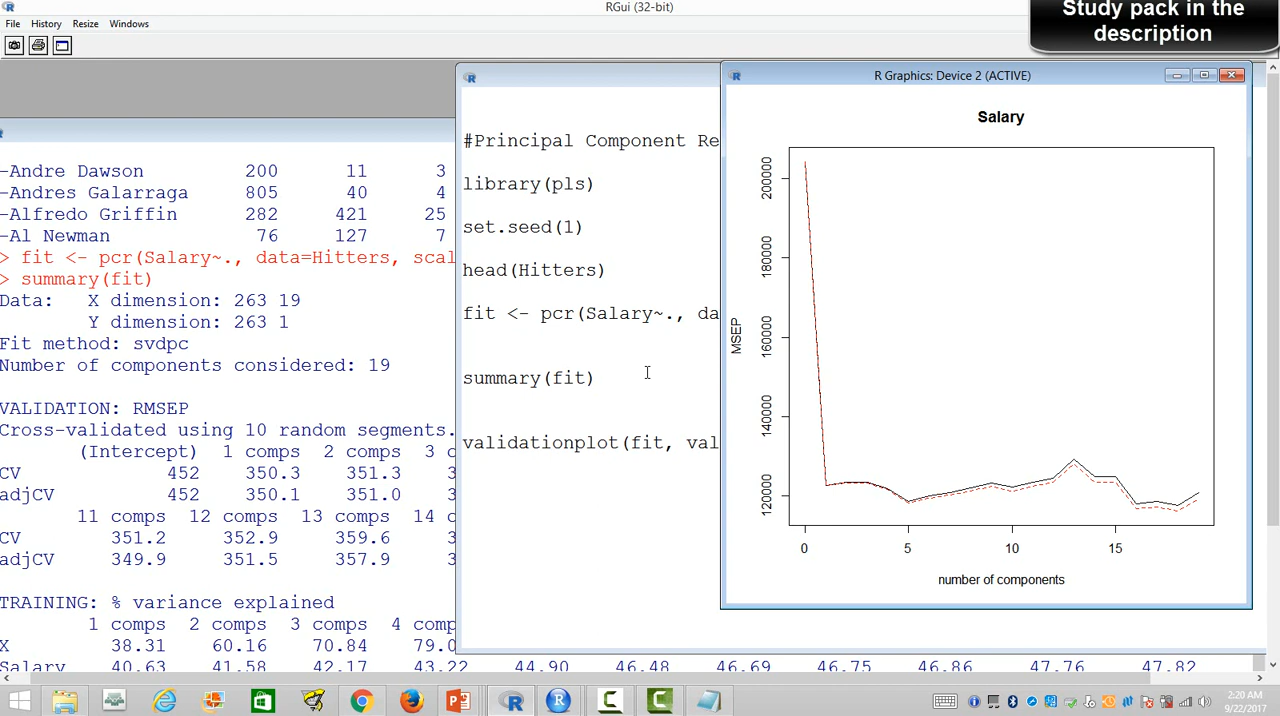 RGui (32-bit)
Study pack in the
description
File History Resize Windows
R Graphics: Device 2 (ACTIVE)
-Andre Dawson 200 11 3
-Andres Galarraga 805 40 4
-Alfredo Griffin 282 421 25
-Al Newman 76 127 7
> fit <- pcr(Salary~., data=Hitters, scal
> summary(fit)
Data: X dimension: 263 19
Y dimension: 263 1
Fit method: svdpc
Number of components considered: 19
VALIDATION: RMSEP
Cross-validated using 10 random segments.
(Intercept) 1 comps 2 comps 3 c
CV 452 350.3 351.3 3
adjCV 452 350.1 351.0 3
11 comps 12 comps 13 comps 14 c
CV 351.2 352.9 359.6 3
adjCV 349.9 351.5 357.9 3
TRAINING: % variance explained
1 comps 2 comps 3 comps 4 comp
X 38.31 60.16 70.84 79.0
Salary 40.63 41.58 42.17 43.22 44.90 46.48 46.69 46.75 46.86 47.76 47.82
#Principal Component Re
library(pls)
set.seed(1)
head(Hitters)
fit <- pcr(Salary~., da
summary(fit)
validationplot(fit, val
Salary
MSEP
200000
180000
160000
140000
120000
0 5 10 15
number of components
2:20 AM
9/22/2017